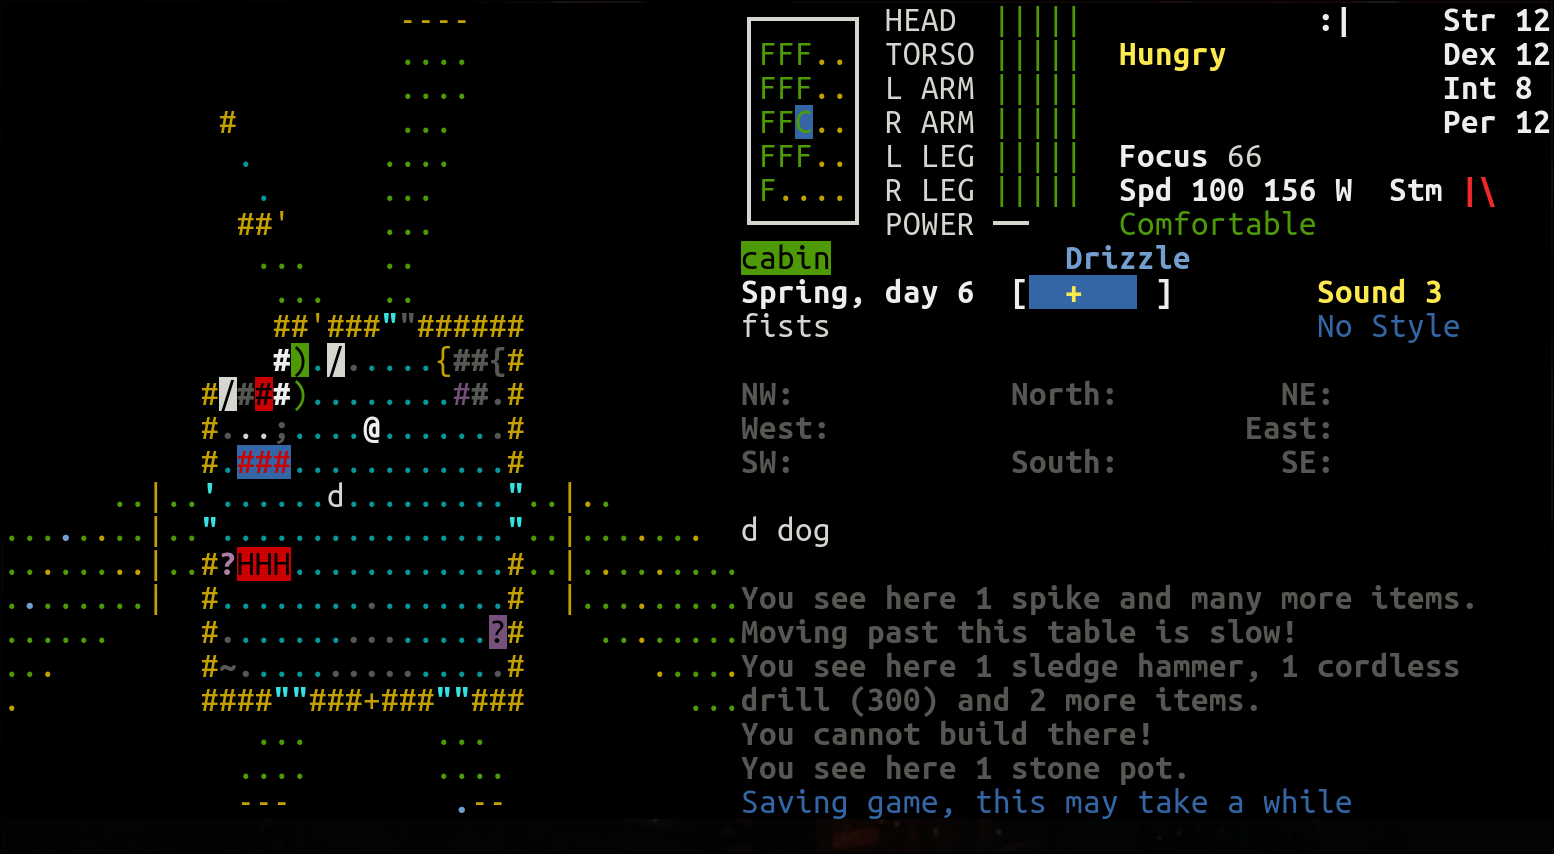 HEAD ||||| :| Str 12
FFF.. TORSO ||||| Hungry Dex 12
FFF.. L ARM ||||| Int 8
FFC.. R ARM ||||| Per 12
FFF.. L LEG ||||| Focus 66
F.... R LEG ||||| Spd 100 156 W Stm |\
POWER — Comfortable
cabin Drizzle
Spring, day 6 [ + ] Sound 3
fists No Style
NW: North: NE:
West: East:
SW: South: SE:
d dog
You see here 1 spike and many more items.
Moving past this table is slow!
You see here 1 sledge hammer, 1 cordless
drill (300) and 2 more items.
You cannot build there!
You see here 1 stone pot.
Saving game, this may take a while